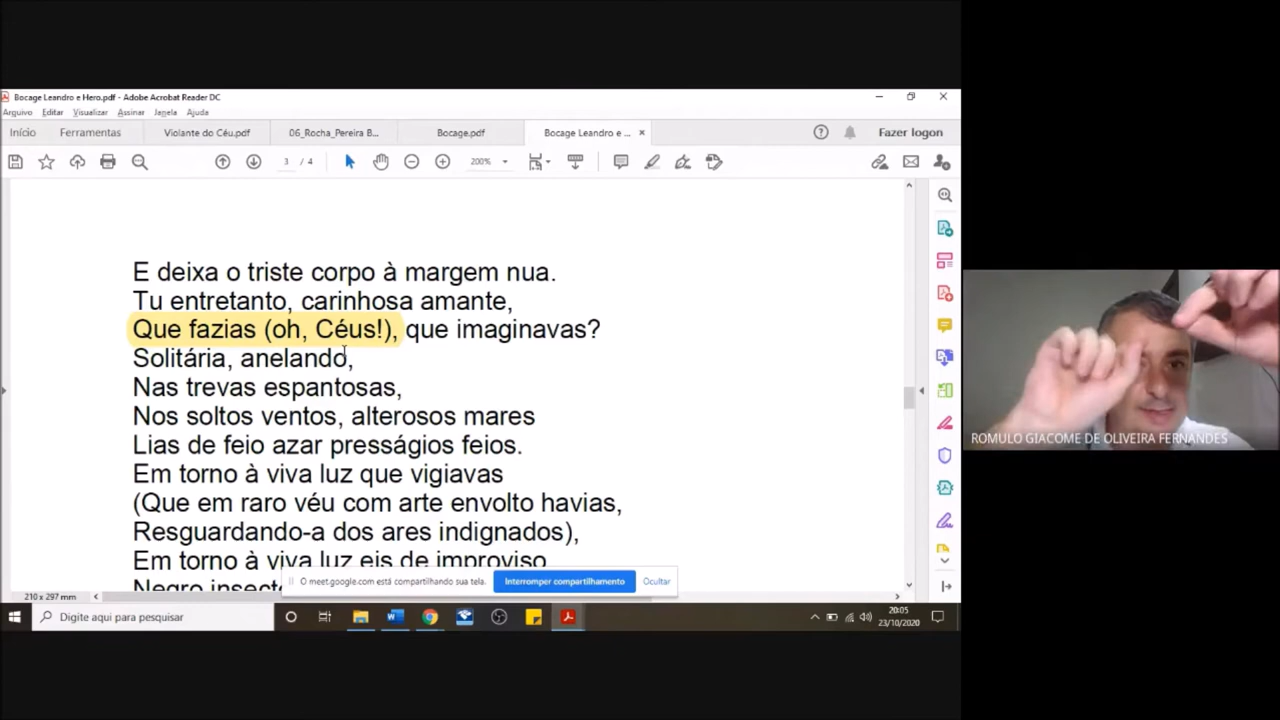 Bocage Leandro e Hero.pdf - Adobe Acrobat Reader DC
Arquivo Editar Visualizar Assinar Janela Ajuda
Início Ferramentas Violante do Céu.pdf 06_Rocha_Pereira B... Bocage.pdf Bocage Leandro e ... Fazer logon
3 / 4 200%
E deixa o triste corpo à margem nua.
Tu entretanto, carinhosa amante,
Que fazias (oh, Céus!), que imaginavas?
Solitária, anelando,
Nas trevas espantosas,
Nos soltos ventos, alterosos mares
Lias de feio azar presságios feios.
Em torno à viva luz que vigiavas
(Que em raro véu com arte envolto havias,
Resguardando-a dos ares indignados),
Em torno à viva luz eis de improviso
Negro insect
ROMULO GIACOME DE OLIVEIRA FERNANDES
O meet.google.com está compartilhando sua tela. Interromper compartilhamento Ocultar
210 x 297 mm
Digite aqui para pesquisar
20:05
23/10/2020